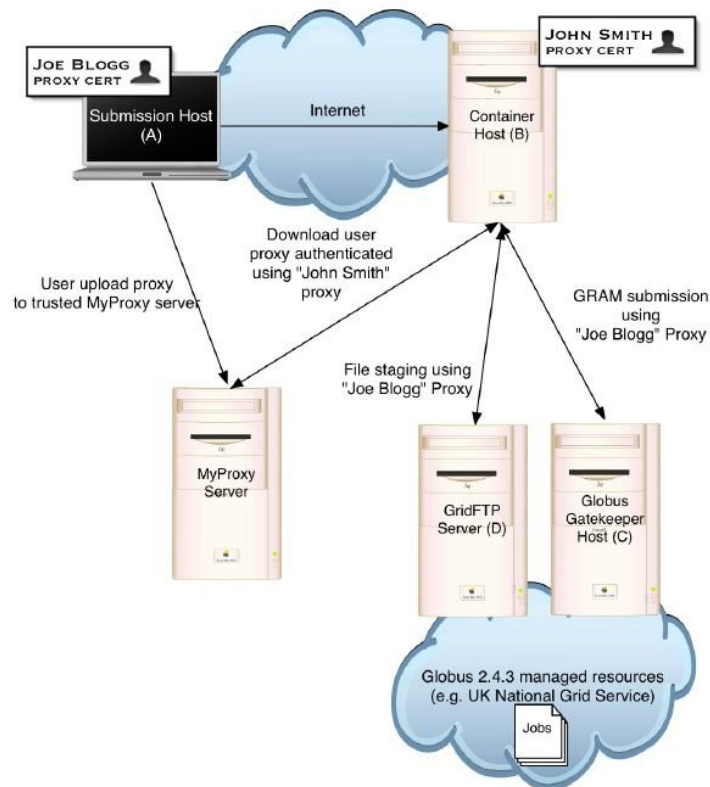 JOE BLOGG
PROXY CERT
JOHN SMITH
PROXY CERT
Submission Host
(A)
Internet
Container
Host (B)
Download user
proxy authenticated
using "John Smith"
proxy
User upload proxy
to trusted MyProxy server
GRAM submission
using
"Joe Blogg" Proxy
File staging using
"Joe Blogg" Proxy
MyProxy
Server
GridFTP
Server (D)
Globus
Gatekeeper
Host (C)
Globus 2.4.3 managed resources
(e.g. UK National Grid Service)
Jobs